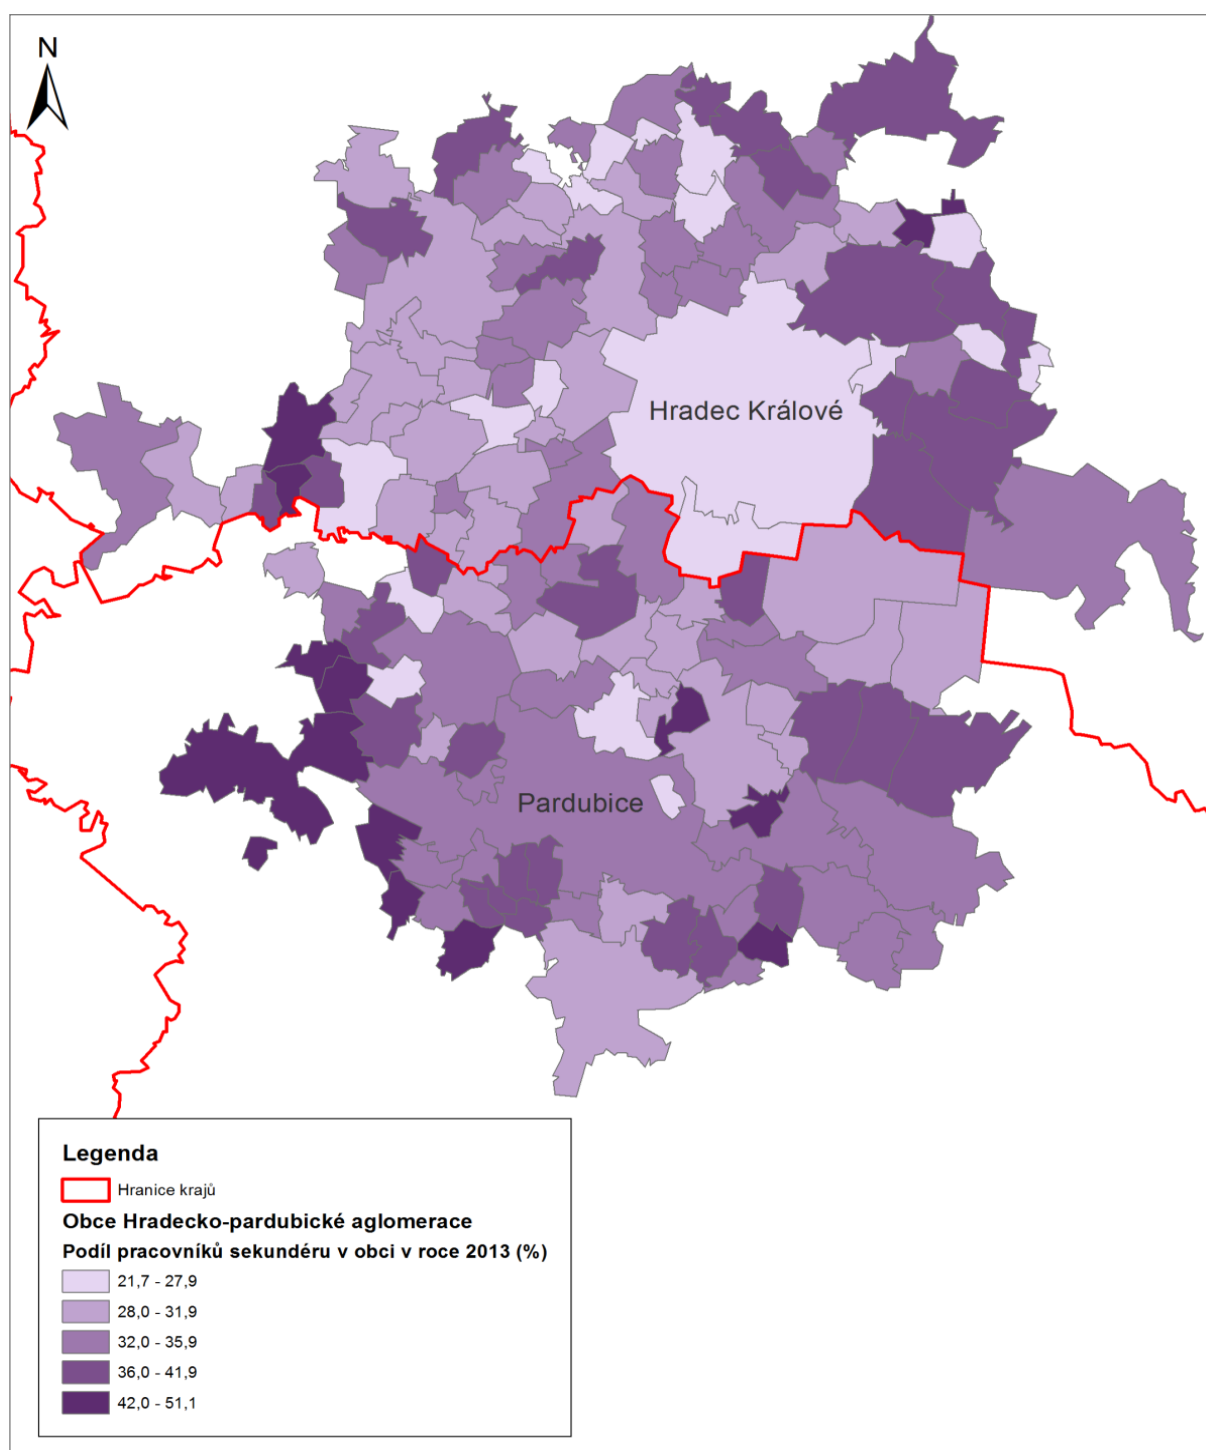 N
Hradec Králové
Pardubice
Legenda
Hranice krajů
Obce Hradecko-pardubické aglomerace
Podíl pracovníků sekundéru v obci v roce 2013 (%)
21,7 - 27,9
28,0 - 31,9
32,0 - 35,9
36,0 - 41,9
42,0 - 51,1